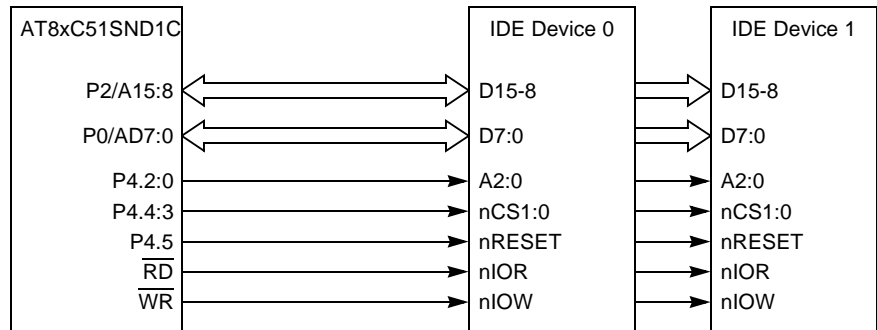 AT8xC51SND1C IDE Device 0 IDE Device 1
P2/A15:8 D15-8 D15-8
P0/AD7:0 D7:0 D7:0
P4.2:0 A2:0 A2:0
P4.4:3 nCS1:0 nCS1:0
P4.5 nRESET nRESET
RD nIOR nIOR
WR nIOW nIOW